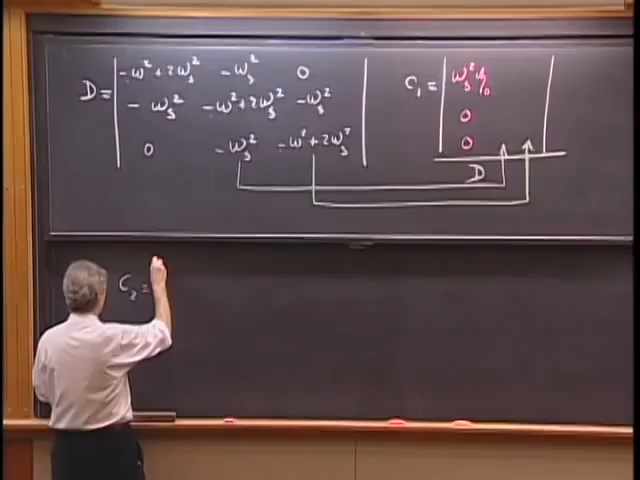 D = | -ω² + 2ω_s²   -ω_s²   0 |
| -ω_s²   -ω² + 2ω_s²   -ω_s² |
| 0   -ω_s²   -ω² + 2ω_s² |
C₁ = | ω_s² η₀ |
| 0 |
| 0 |
D
C₂ =